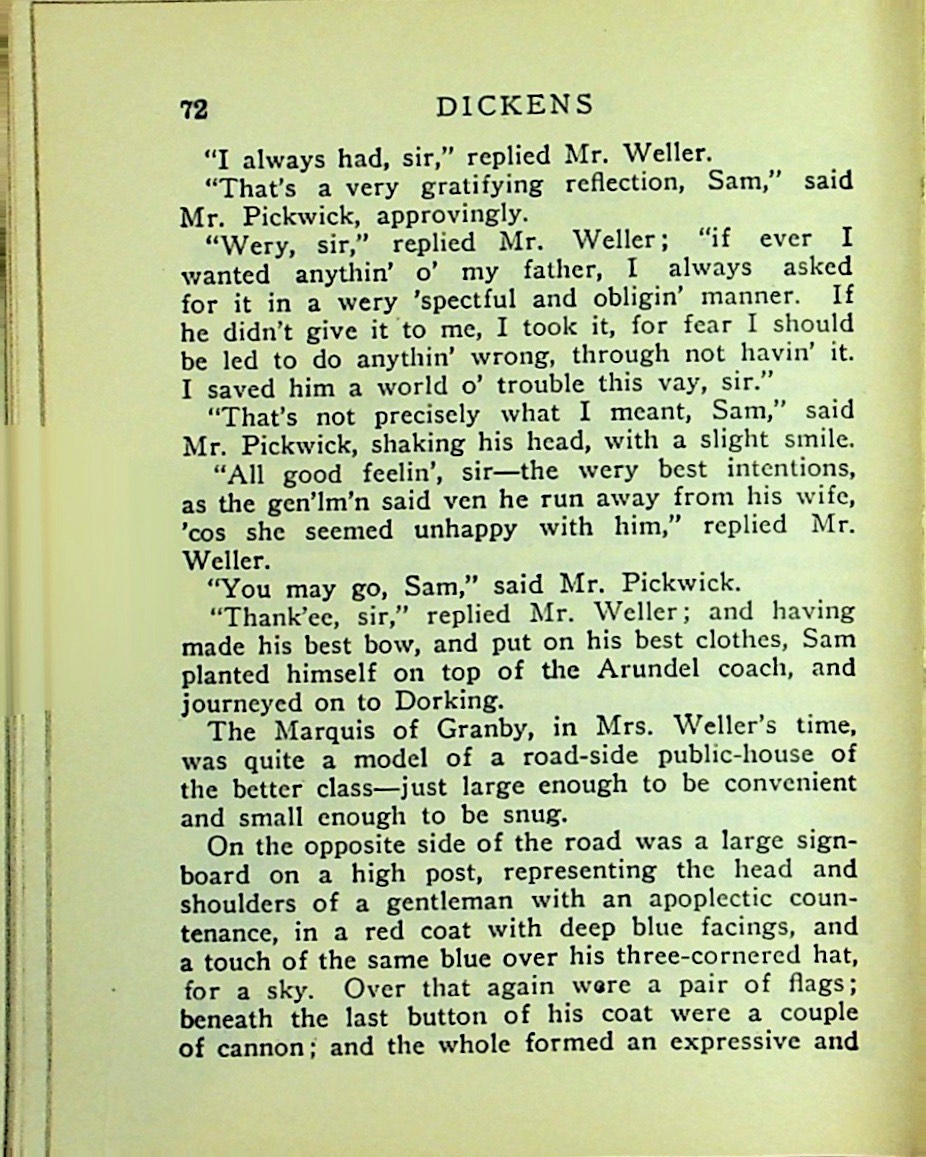 72 DICKENS
“I always had, sir,” replied Mr. Weller.
“That’s a very gratifying reflection, Sam,” said
Mr. Pickwick, approvingly.
“Wery, sir,” replied Mr. Weller; “if ever I
wanted anythin’ o’ my father, I always asked
for it in a wery ’spectful and obligin’ manner. If
he didn’t give it to me, I took it, for fear I should
be led to do anythin’ wrong, through not havin’ it.
I saved him a world o’ trouble this vay, sir.”
“That’s not precisely what I meant, Sam,” said
Mr. Pickwick, shaking his head, with a slight smile.
“All good feelin’, sir—the wery best intentions,
as the gen’lm’n said ven he run away from his wife,
’cos she seemed unhappy with him,” replied Mr.
Weller.
“You may go, Sam,” said Mr. Pickwick.
“Thank’ee, sir,” replied Mr. Weller; and having
made his best bow, and put on his best clothes, Sam
planted himself on top of the Arundel coach, and
journeyed on to Dorking.
The Marquis of Granby, in Mrs. Weller’s time,
was quite a model of a road-side public-house of
the better class—just large enough to be convenient
and small enough to be snug.
On the opposite side of the road was a large sign-
board on a high post, representing the head and
shoulders of a gentleman with an apoplectic coun-
tenance, in a red coat with deep blue facings, and
a touch of the same blue over his three-cornered hat,
for a sky. Over that again were a pair of flags;
beneath the last button of his coat were a couple
of cannon; and the whole formed an expressive and